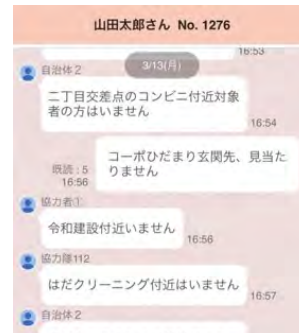 山田太郎さん No. 1276
16:53
自治体2
3/13(月)
二丁目交差点のコンビニ付近対象
者の方はいません
16:54
コーポひだまり玄関先、見当た
りません
既読:5
16:56
協力者①
令和建設付近いません
16:56
協力隊112
はだクリーニング付近はいません
16:57
自治体2